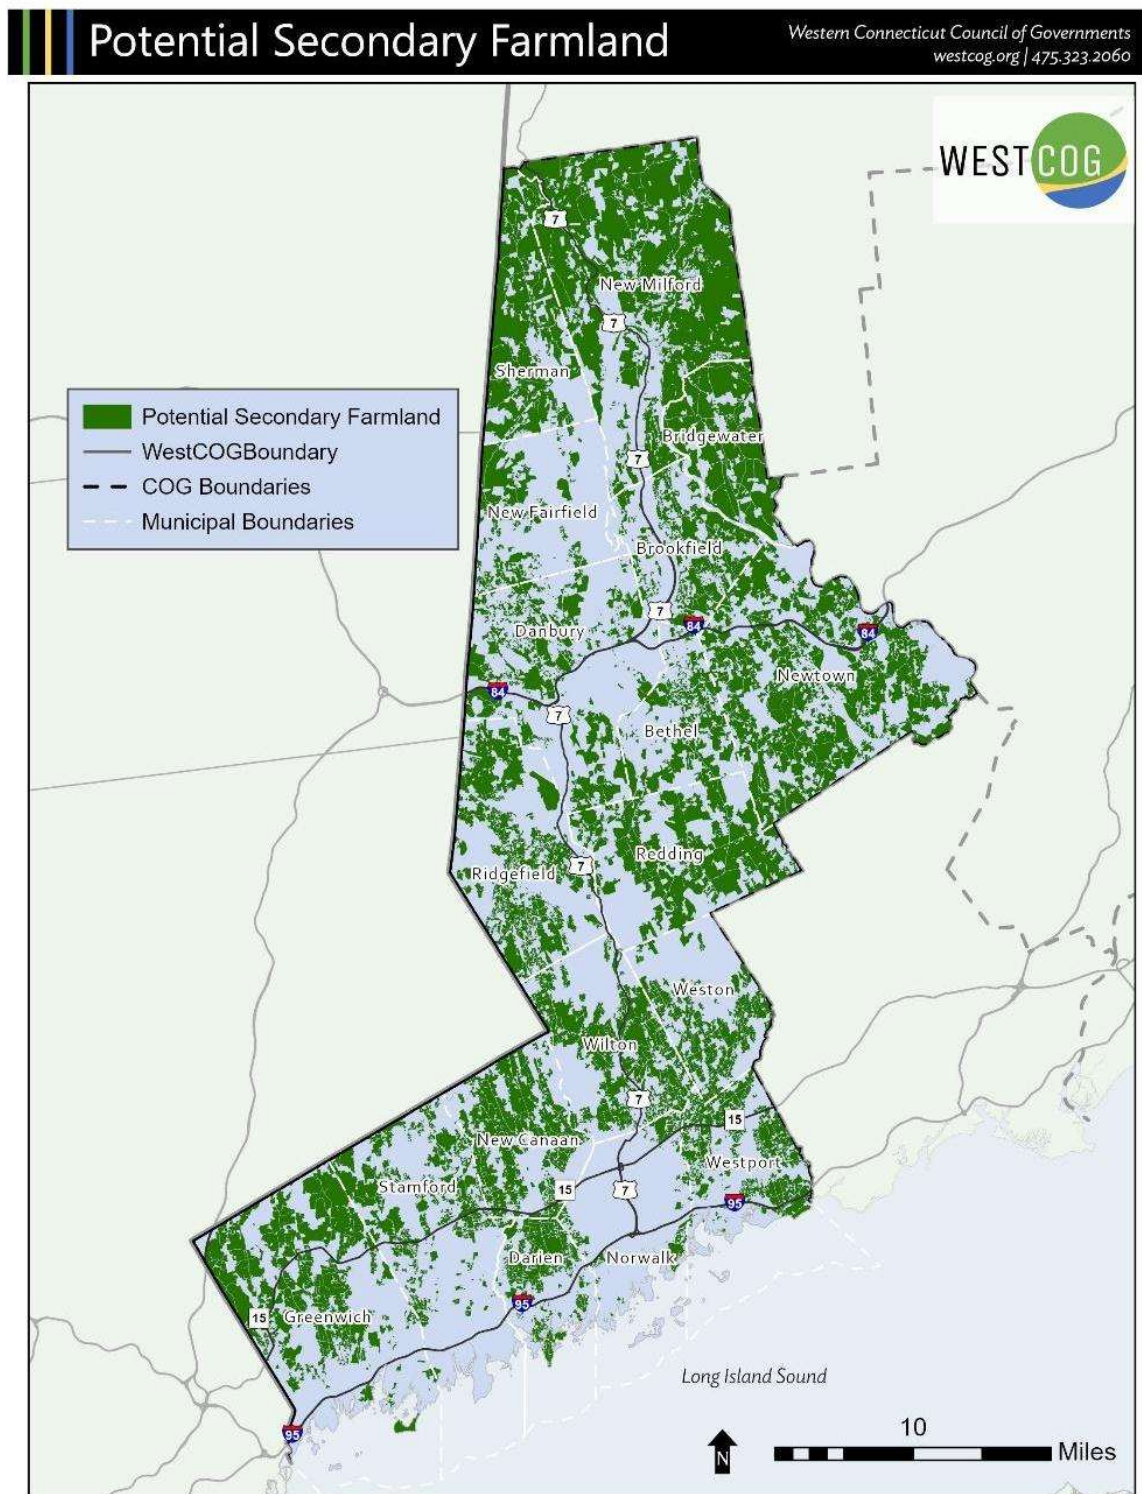 Potential Secondary Farmland
Western Connecticut Council of Governments
westcog.org | 475.323.2060
WESTCOG
7
New Milford
7
Sherman
Potential Secondary Farmland
WestCOGBoundary
COG Boundaries
Municipal Boundaries
Bridgewater
7
New Fairfield
Brookfield
7
84
Danbury
84
Newtown
84
7
Bethel
Redding
7
Ridgefield
Weston
Wilton
7
15
New Canaan
Westport
Stamford
15
7
95
Darien
Norwalk
95
15
Greenwich
Long Island Sound
10
Miles
N
95